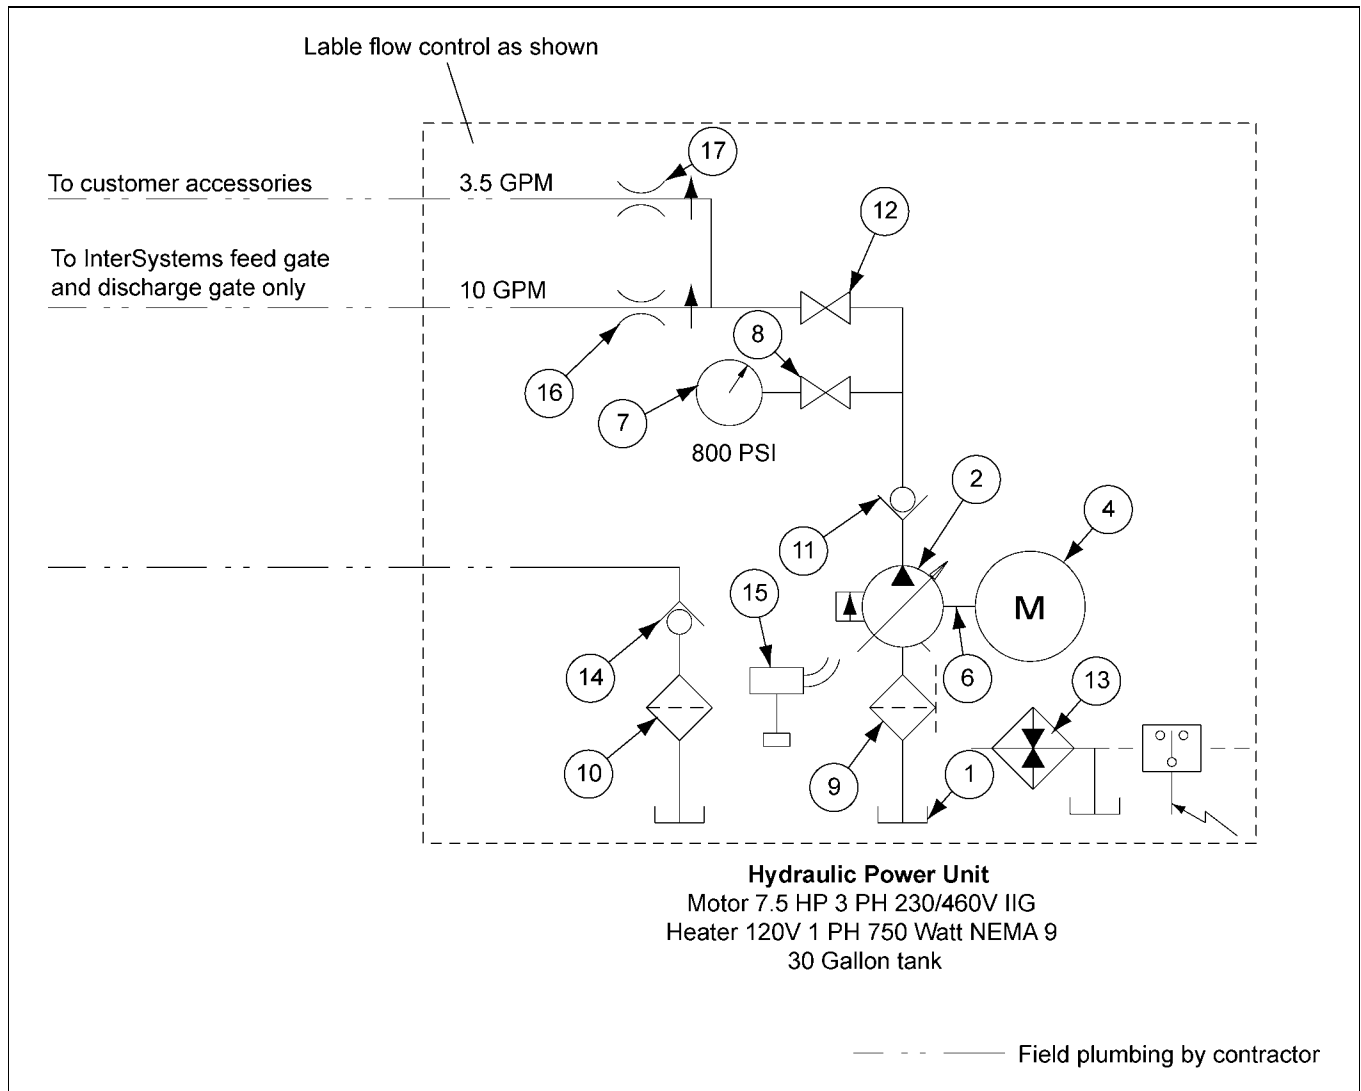 Lable flow control as shown
17
To customer accessories
3.5 GPM
12
To InterSystems feed gate
and discharge gate only
10 GPM
8
16
7
800 PSI
2
4
11
15
M
14
6
13
10
9
1
Hydraulic Power Unit
Motor 7.5 HP 3 PH 230/460V IIG
Heater 120V 1 PH 750 Watt NEMA 9
30 Gallon tank
Field plumbing by contractor